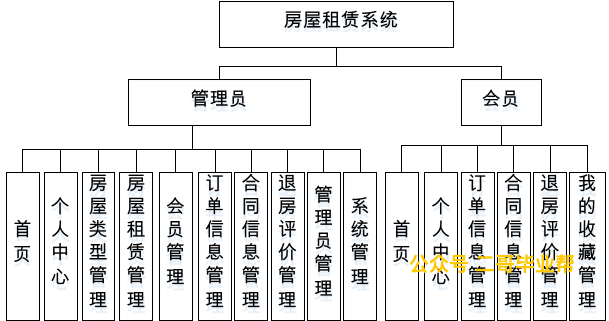 房屋租赁系统
管理员
会员
首页
个人中心
房屋类型管理
房屋租赁管理
会员管理
订单信息管理
合同信息管理
退房评价管理
管理员管理
系统管理
首页
个人中心
订单信息管理
合同信息管理
退房评价管理
我的收藏管理
公众号:二哥毕业帮